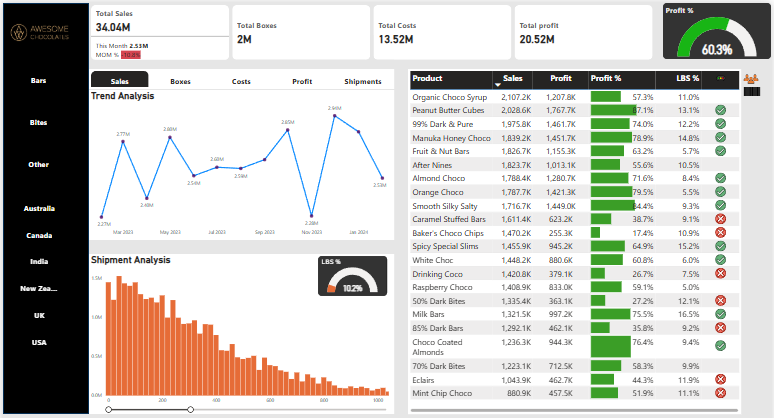 AWESOME
CHOCOLATES
Bars
Bites
Other
Australia
Canada
India
New Zea...
UK
USA
Total Sales
34.04M
This Month 2.53M
MOM % -10.8%
Total Boxes
2M
Total Costs
13.52M
Total profit
20.52M
Profit %
60.3%
Sales Boxes Costs Profit Shipments
Trend Analysis
2.27M
2.77M
2.40M
2.80M
2.54M
2.60M
2.59M
2.85M
2.28M
2.94M
2.53M
Mar 2023 May 2023 Jul 2023 Sep 2023 Nov 2023 Jan 2023
Shipment Analysis
LBS %
10.2%
1.5M
1.0M
0.5M
0.0M
0 200 400 600 800 1000
Product Sales Profit Profit % LBS %
Organic Choco Syrup 2,107.2K 1,207.8K 57.3% 11.0%
Peanut Butter Cubes 2,028.6K 1,767.7K 87.1% 13.1%
99% Dark & Pure 1,975.8K 1,461.7K 74.0% 12.2%
Manuka Honey Choco 1,839.2K 1,451.7K 78.9% 14.8%
Fruit & Nut Bars 1,826.7K 1,155.3K 63.2% 5.7%
After Nines 1,823.7K 1,013.1K 55.6% 10.5%
Almond Choco 1,788.4K 1,280.7K 71.6% 8.4%
Orange Choco 1,787.7K 1,421.3K 79.5% 5.5%
Smooth Silky Salty 1,716.7K 1,449.0K 84.4% 9.3%
Caramel Stuffed Bars 1,611.4K 623.2K 38.7% 9.1%
Baker's Choco Chips 1,470.2K 255.3K 17.4% 10.9%
Spicy Special Slims 1,455.9K 945.2K 64.9% 15.2%
White Choc 1,448.2K 880.6K 60.8% 6.0%
Drinking Coco 1,420.8K 379.1K 26.7% 7.5%
Raspberry Choco 1,408.9K 833.0K 59.1% 5.0%
50% Dark Bites 1,335.4K 363.1K 27.2% 12.1%
Milk Bars 1,321.5K 997.2K 75.5% 16.5%
85% Dark Bars 1,292.1K 462.1K 35.8% 9.2%
Choco Coated 1,236.3K 944.3K 76.4% 9.4%
Almonds
70% Dark Bites 1,223.1K 712.5K 58.3% 9.9%
Eclairs 1,043.9K 462.7K 44.3% 11.9%
Mint Chip Choco 880.9K 457.5K 51.9% 11.1%